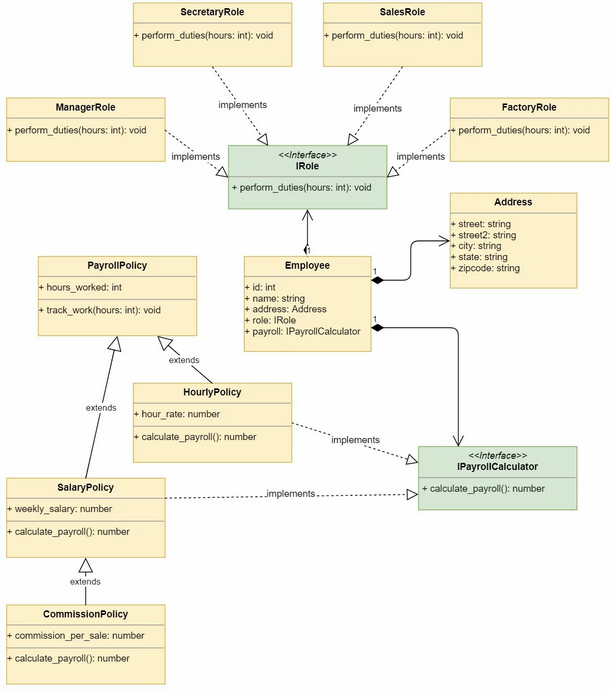 SecretaryRole
+ perform_duties(hours: int): void
SalesRole
+ perform_duties(hours: int): void
implements
implements
ManagerRole
+ perform_duties(hours: int): void
implements
<<Interface>>
IRole
+ perform_duties(hours: int): void
implements
FactoryRole
+ perform_duties(hours: int): void
Address
+ street: string
+ street2: string
+ city: string
+ state: string
+ zipcode: string
1
Employee
+ id: int
+ name: string
+ address: Address
+ role: IRole
+ payroll: IPayrollCalculator
1
1
PayrollPolicy
+ hours_worked: int
+ track_work(hours: int): void
extends
extends
HourlyPolicy
+ hour_rate: number
+ calculate_payroll(): number
implements
<<Interface>>
IPayrollCalculator
+ calculate_payroll(): number
SalaryPolicy
+ weekly_salary: number
+ calculate_payroll(): number
implements
extends
CommissionPolicy
+ commission_per_sale: number
+ calculate_payroll(): number